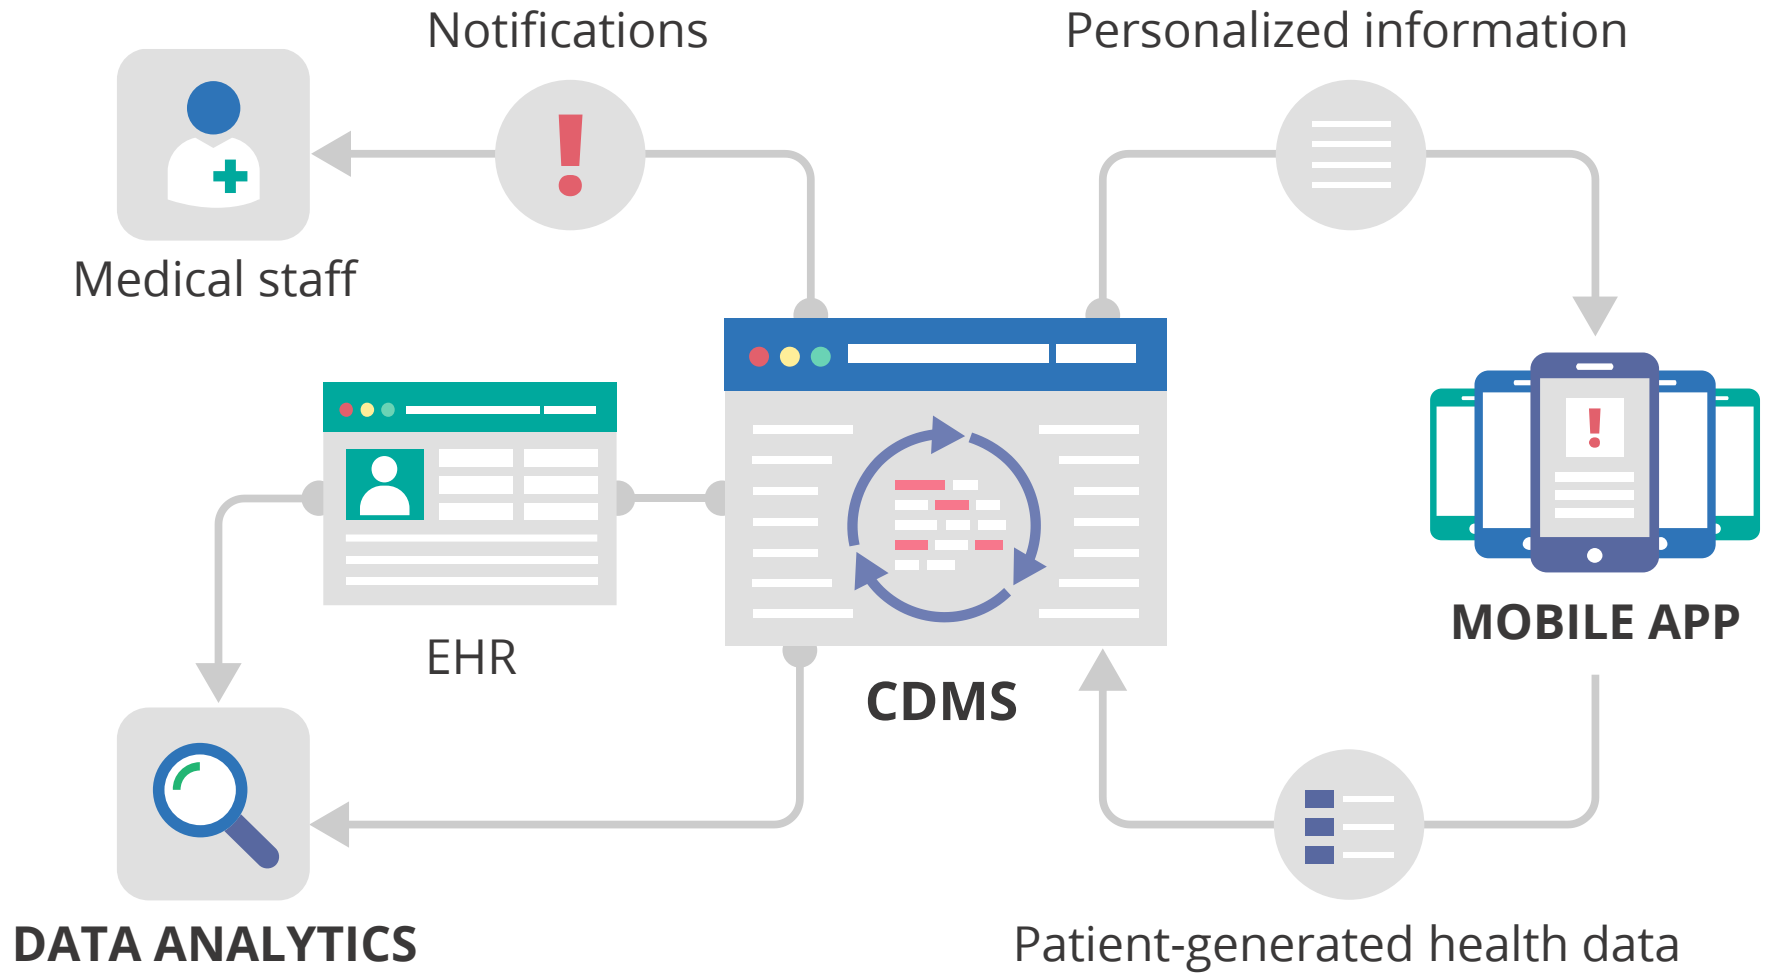 Notifications
Personalized information
Medical staff
EHR
CDMS
MOBILE APP
DATA ANALYTICS
Patient-generated health data